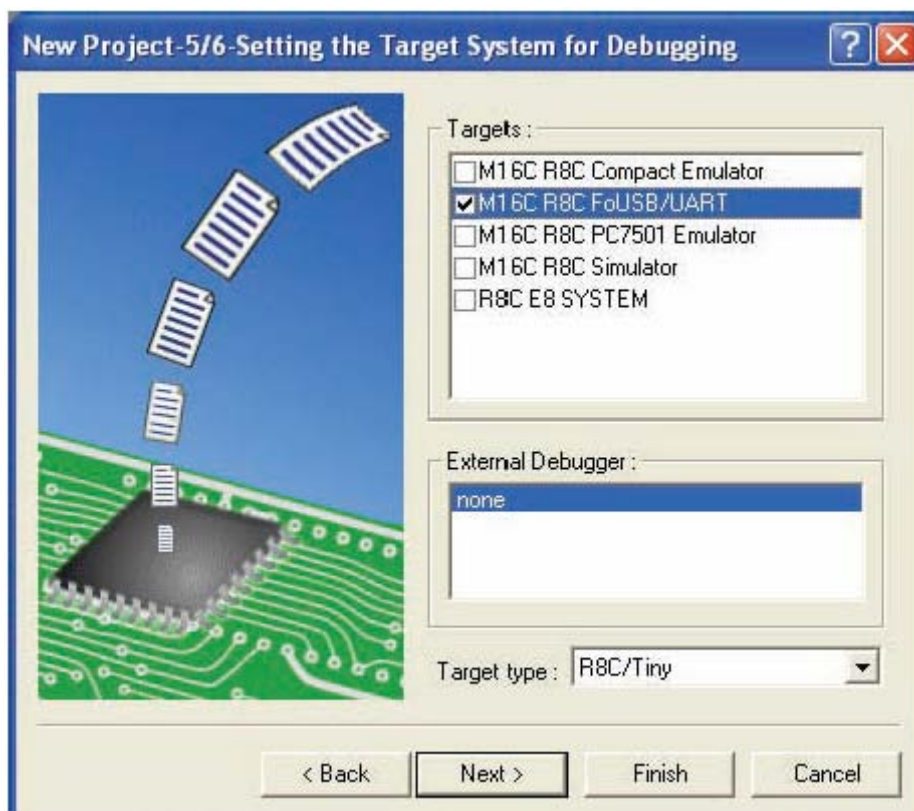 New Project-5/6-Setting the Target System for Debugging
Targets :
M16C R8C Compact Emulator
M16C R8C FoUSB/UART
M16C R8C PC7501 Emulator
M16C R8C Simulator
R8C E8 SYSTEM
External Debugger :
none
Target type : R8C/Tiny
< Back Next > Finish Cancel